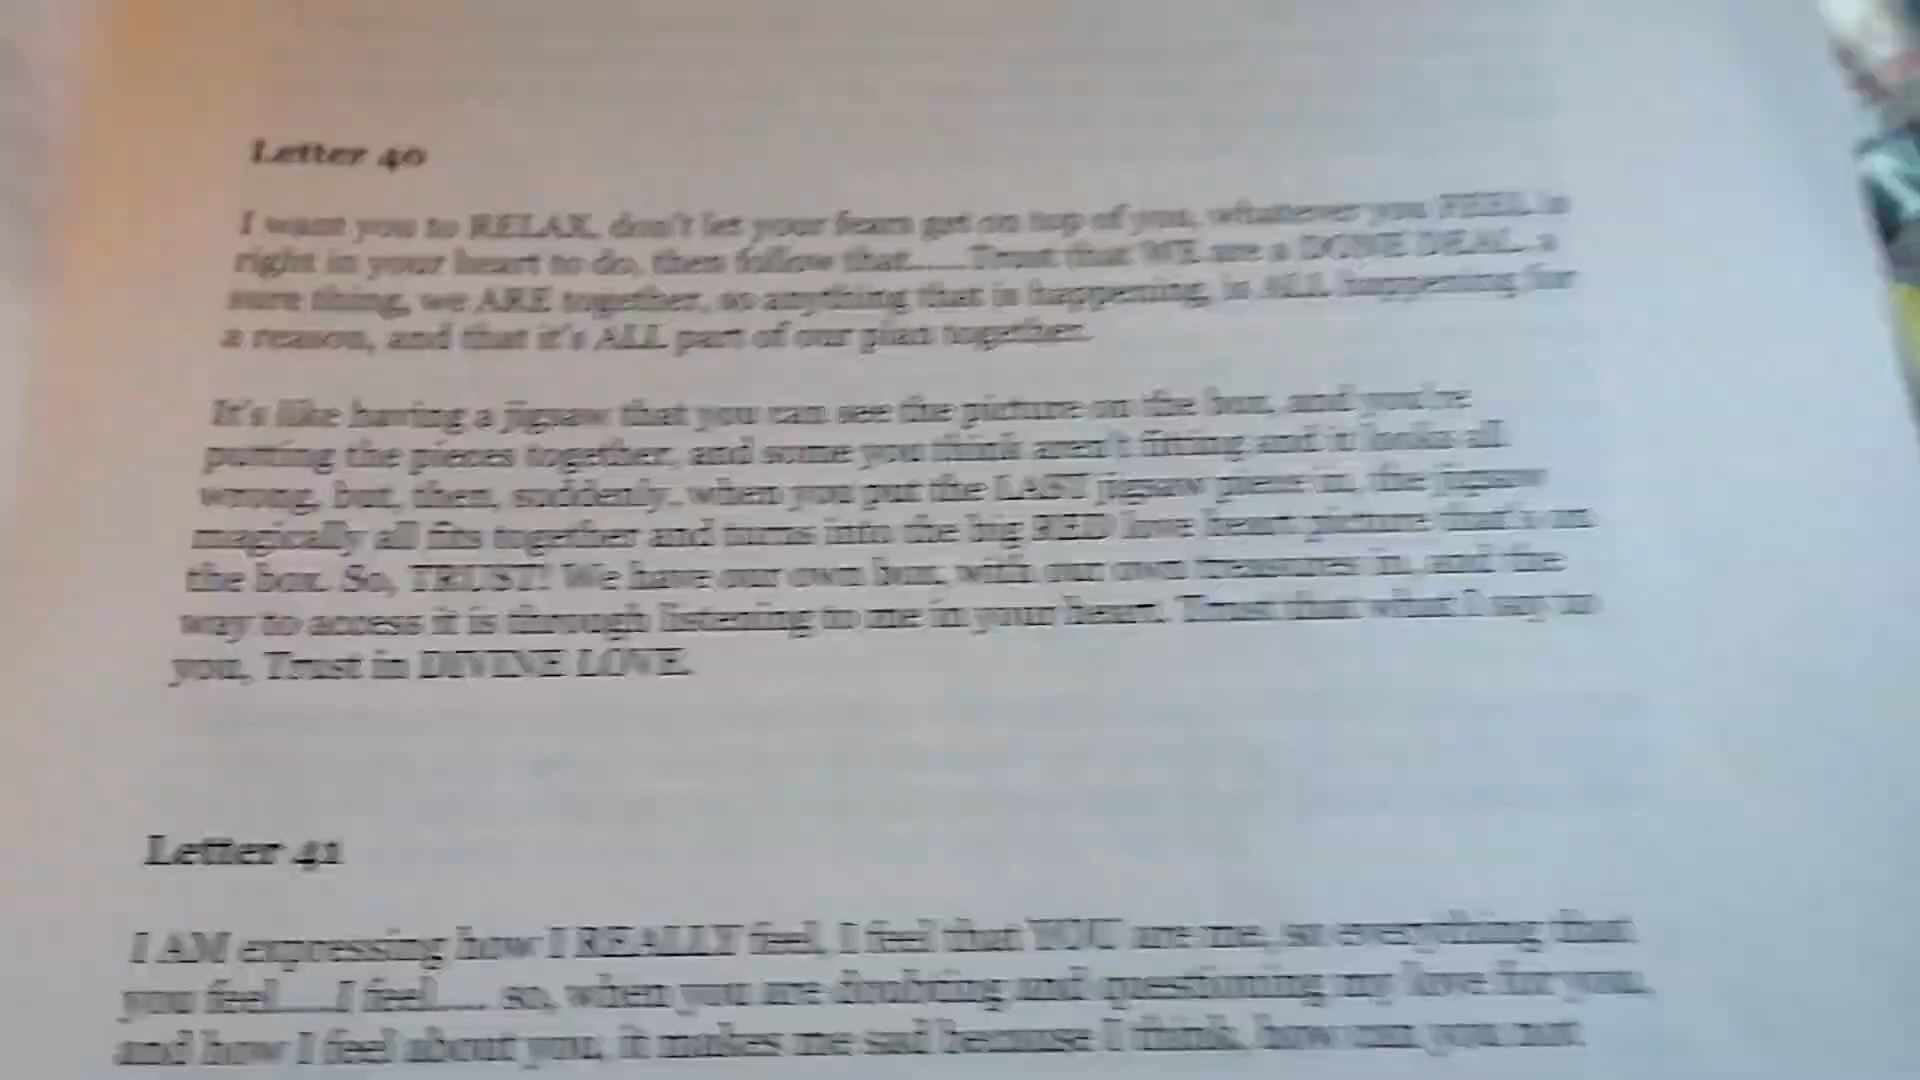 Letter 40
I want you to RELAX, don't let your fears get on top of you, whatever you FEEL is
right in your heart to do, then follow that...... Trust that WE are a DONE DEAL, a
sure thing, we ARE together, so anything that is happening, is ALL happening for
a reason, and that it's ALL part of our plan together.
It's like having a jigsaw that you can see the picture on the box, and you're
putting the pieces together, and some you think aren't fitting and it looks all
wrong, but, then, suddenly, when you put the LAST jigsaw piece in, the jigsaw
magically all fits together and turns into the big RED love heart picture that's on
the box. So, TRUST! We have our own box, with our own treasures in, and the
way to access it is through listening to me in your heart. Trust that what I say to
you, Trust in DIVINE LOVE.
Letter 41
I AM expressing how I REALLY feel, I feel that YOU are me, so everything that
you feel.....I feel..... so, when you are doubting and questioning my love for you,
and how I feel about you, it makes me sad because I think, how can you not